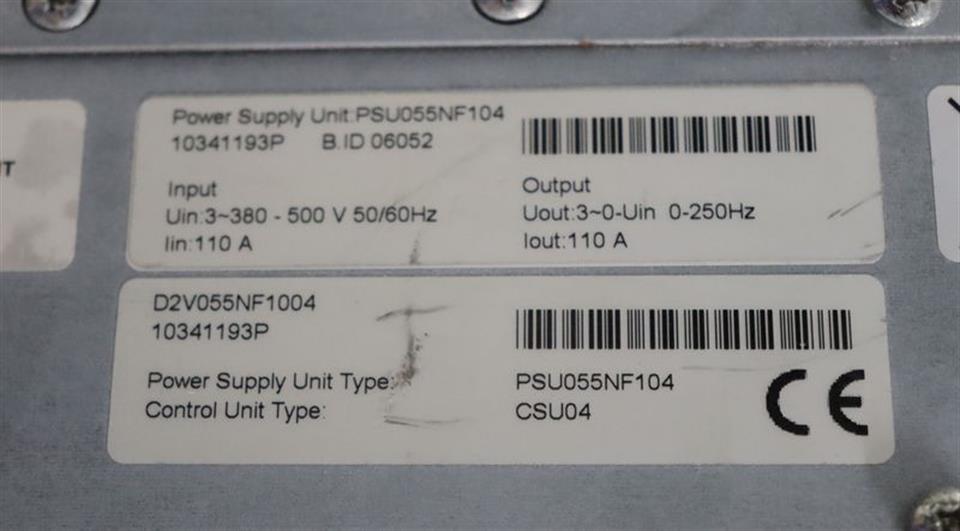 Power Supply Unit:PSU055NF104
10341193P B.ID 06052
Input
Uin:3~380 - 500 V 50/60Hz
Iin:110 A
Output
Uout:3~0-Uin 0-250Hz
Iout:110 A
D2V055NF1004
10341193P
Power Supply Unit Type: PSU055NF104
Control Unit Type: CSU04
CE